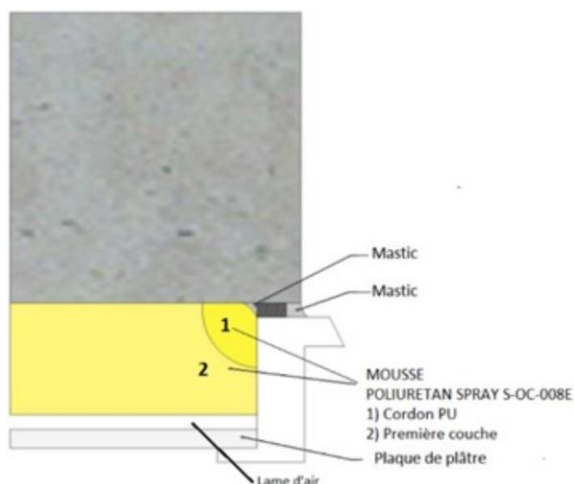 Mastic
Mastic
1
2
MOUSSE
POLIURETAN SPRAY S-OC-008E
1) Cordon PU
2) Première couche
Plaque de plâtre
Lame d'air